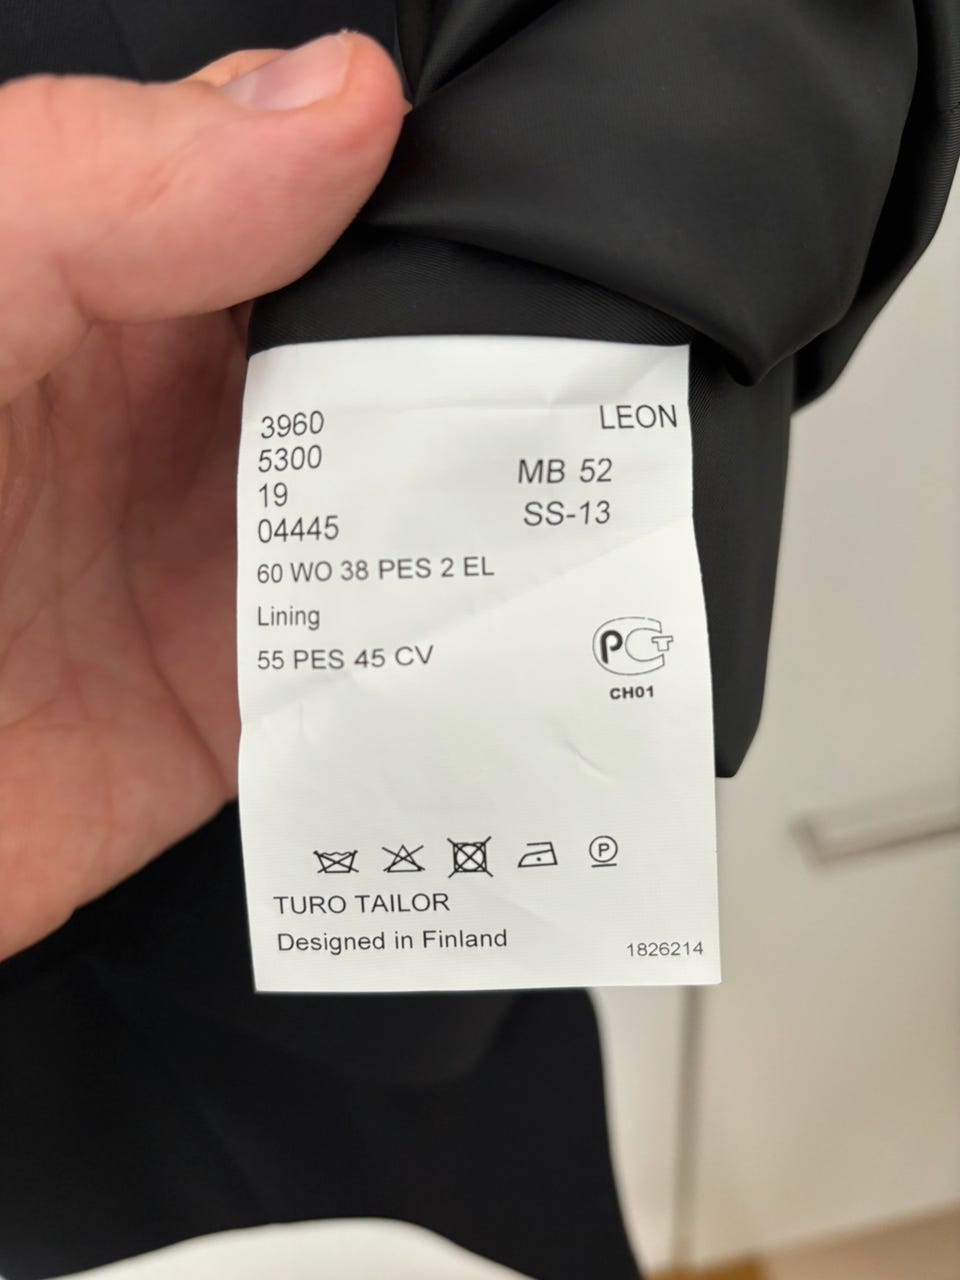 3960
LEON
5300
MB 52
19
SS-13
04445
60 WO 38 PES 2 EL
Lining
55 PES 45 CV
PCT
CH01
P
TURO TAILOR
Designed in Finland
1826214